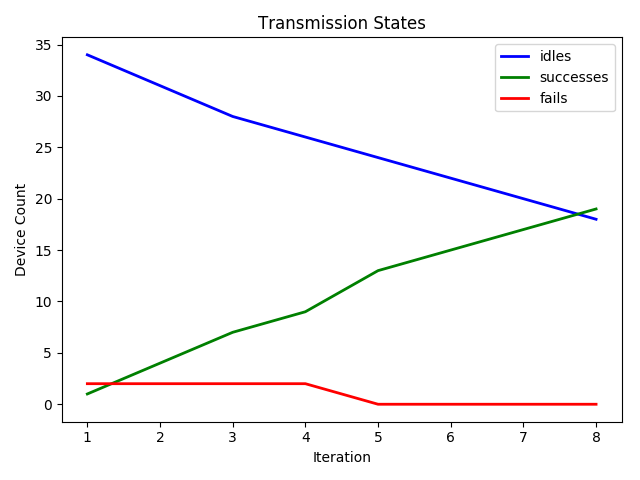 Transmission States
idles
successes
fails
Device Count
35
30
25
20
15
10
5
0
1 2 3 4 5 6 7 8
Iteration